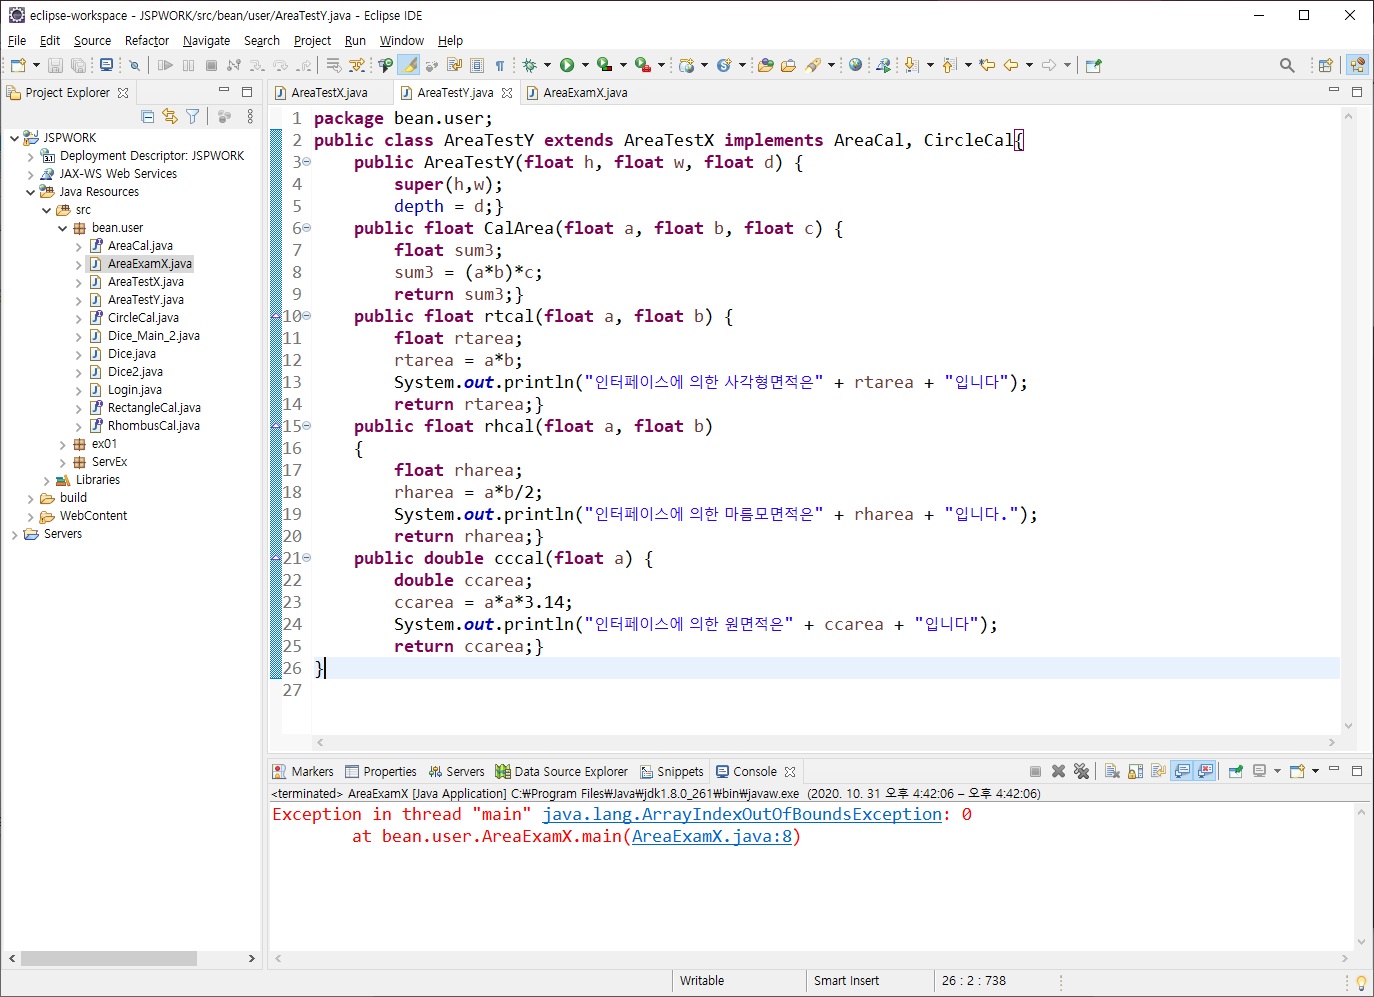 eclipse-workspace - JSPWORK/src/bean/user/AreaTestY.java - Eclipse IDE
File Edit Source Refactor Navigate Search Project Run Window Help
Project Explorer
JSPWORK
Deployment Descriptor: JSPWORK
JAX-WS Web Services
Java Resources
src
bean.user
AreaCal.java
AreaExamX.java
AreaTestX.java
AreaTestY.java
CircleCal.java
Dice_Main_2.java
Dice.java
Dice2.java
Login.java
RectangleCal.java
RhombusCal.java
ex01
ServEx
Libraries
build
WebContent
Servers
AreaTestX.java AreaTestY.java AreaExamX.java
1 package bean.user;
2 public class AreaTestY extends AreaTestX implements AreaCal, CircleCal{
3 public AreaTestY(float h, float w, float d) {
4 super(h,w);
5 depth = d;}
6 public float CalArea(float a, float b, float c) {
7 float sum3;
8 sum3 = (a*b)*c;
9 return sum3;}
10 public float rtcal(float a, float b) {
11 float rtarea;
12 rtarea = a*b;
13 System.out.println("인터페이스에 의한 사각형면적은" + rtarea + "입니다");
14 return rtarea;}
15 public float rhcal(float a, float b)
16 {
17 float rharea;
18 rharea = a*b/2;
19 System.out.println("인터페이스에 의한 마름모면적은" + rharea + "입니다.");
20 return rharea;}
21 public double cccal(float a) {
22 double ccarea;
23 ccarea = a*a*3.14;
24 System.out.println("인터페이스에 의한 원면적은" + ccarea + "입니다");
25 return ccarea;}
26 }
27
Markers Properties Servers Data Source Explorer Snippets Console
<terminated> AreaExamX [Java Application] C:₩Program Files₩Java₩jdk1.8.0_261₩bin₩javaw.exe (2020. 10. 31 오후 4:42:06 – 오후 4:42:06)
Exception in thread "main" java.lang.ArrayIndexOutOfBoundsException: 0
at bean.user.AreaExamX.main(AreaExamX.java:8)
Writable Smart Insert 26 : 2 : 738